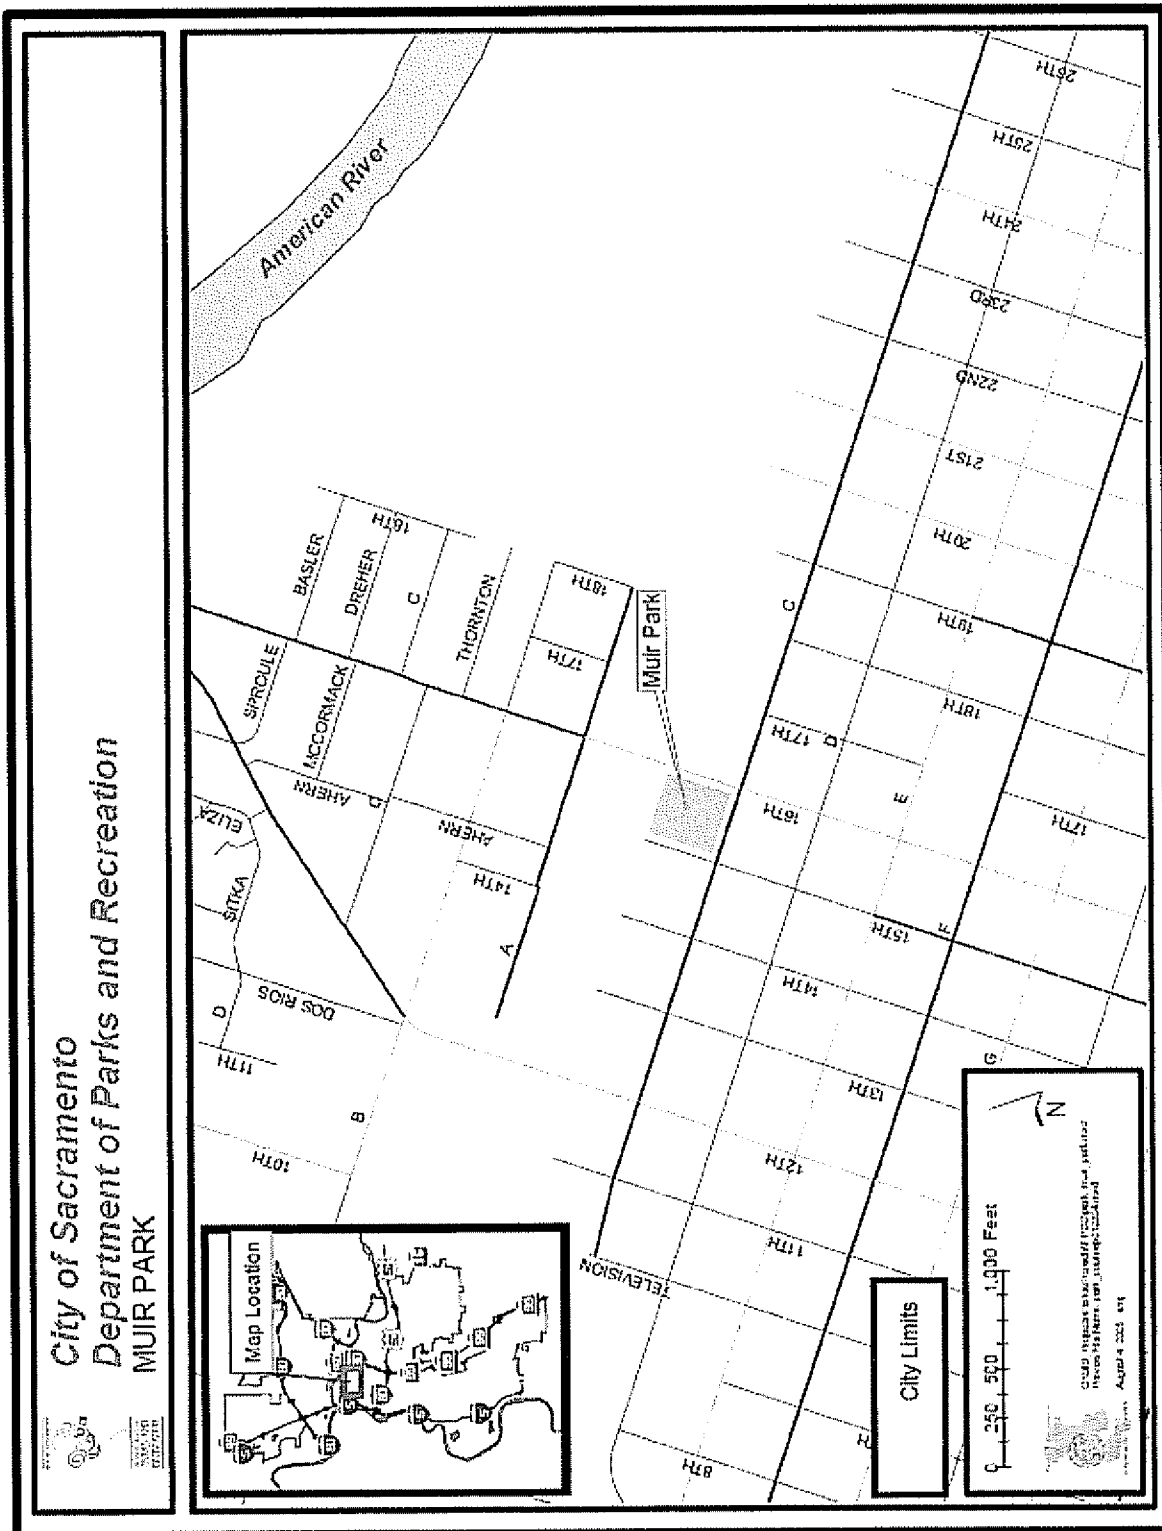 City of Sacramento
Department of Parks and Recreation
MUIR PARK
American River
Map Location
Muir Park
BASLER
DREHER
18TH
C
THORNTON
SPROULE
MCCORMACK
AHERN
D
AHERN
14TH
17TH
18TH
ELIZA
SITKA
DOS RIOS
D
11TH
10TH
B
A
C
26TH
25TH
24TH
23RD
22ND
21ST
20TH
19TH
18TH
17TH
D
16TH
E
17TH
15TH
F
14TH
13TH
G
12TH
11TH
TELEVISION
8TH
H
City Limits
0 250 500 1,000 Feet
N